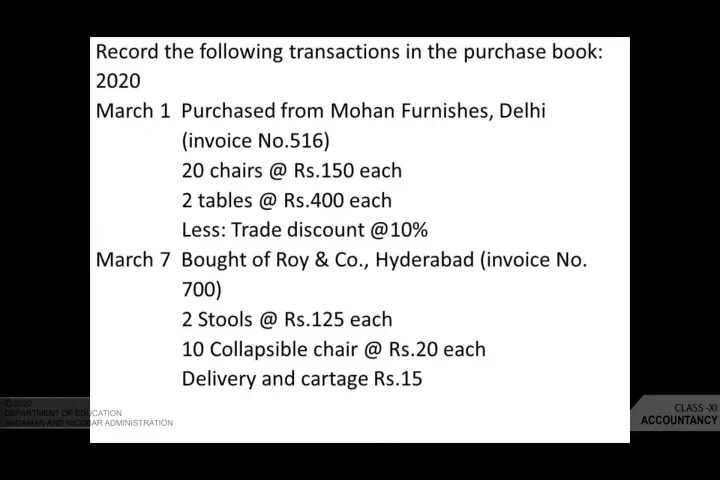 Record the following transactions in the purchase book:
2020
March 1 Purchased from Mohan Furnishes, Delhi
(invoice No.516)
20 chairs @ Rs.150 each
2 tables @ Rs.400 each
Less: Trade discount @10%
March 7 Bought of Roy & Co., Hyderabad (invoice No.
700)
2 Stools @ Rs.125 each
10 Collapsible chair @ Rs.20 each
Delivery and cartage Rs.15
©2020
DEPARTMENT OF EDUCATION
ANDAMAN AND NICOBAR ADMINISTRATION
CLASS -XI
ACCOUNTANCY